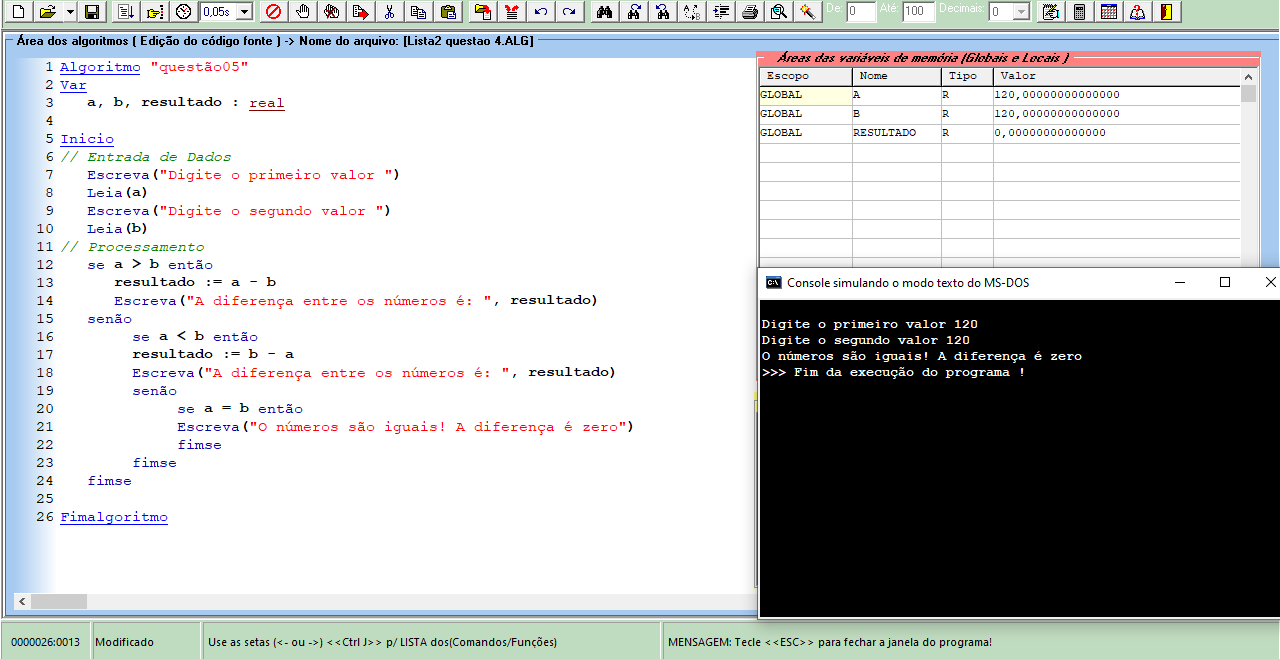 0,05s De: 0 Até: 100 Decimais: 0
Área dos algoritmos ( Edição do código fonte ) -> Nome do arquivo: [Lista2 questao 4.ALG]
1 Algoritmo "questão05"
2 Var
3 a, b, resultado : real
4
5 Inicio
6 // Entrada de Dados
7 Escreva("Digite o primeiro valor ")
8 Leia(a)
9 Escreva("Digite o segundo valor ")
10 Leia(b)
11 // Processamento
12 se a > b então
13 resultado := a - b
14 Escreva("A diferença entre os números é: ", resultado)
15 senão
16 se a < b então
17 resultado := b - a
18 Escreva("A diferença entre os números é: ", resultado)
19 senão
20 se a = b então
21 Escreva("O números são iguais! A diferença é zero")
22 fimse
23 fimse
24 fimse
25
26 Fimalgoritmo
Áreas das variáveis de memória (Globais e Locais )
Escopo Nome Tipo Valor
GLOBAL A R 120,00000000000000
GLOBAL B R 120,00000000000000
GLOBAL RESULTADO R 0,00000000000000
Console simulando o modo texto do MS-DOS
Digite o primeiro valor 120
Digite o segundo valor 120
O números são iguais! A diferença é zero
>>> Fim da execução do programa !
0000026:0013 Modificado Use as setas (<- ou ->) <<Ctrl J>> p/ LISTA dos(Comandos/Funções) MENSAGEM: Tecle <<ESC>> para fechar a janela do programa!